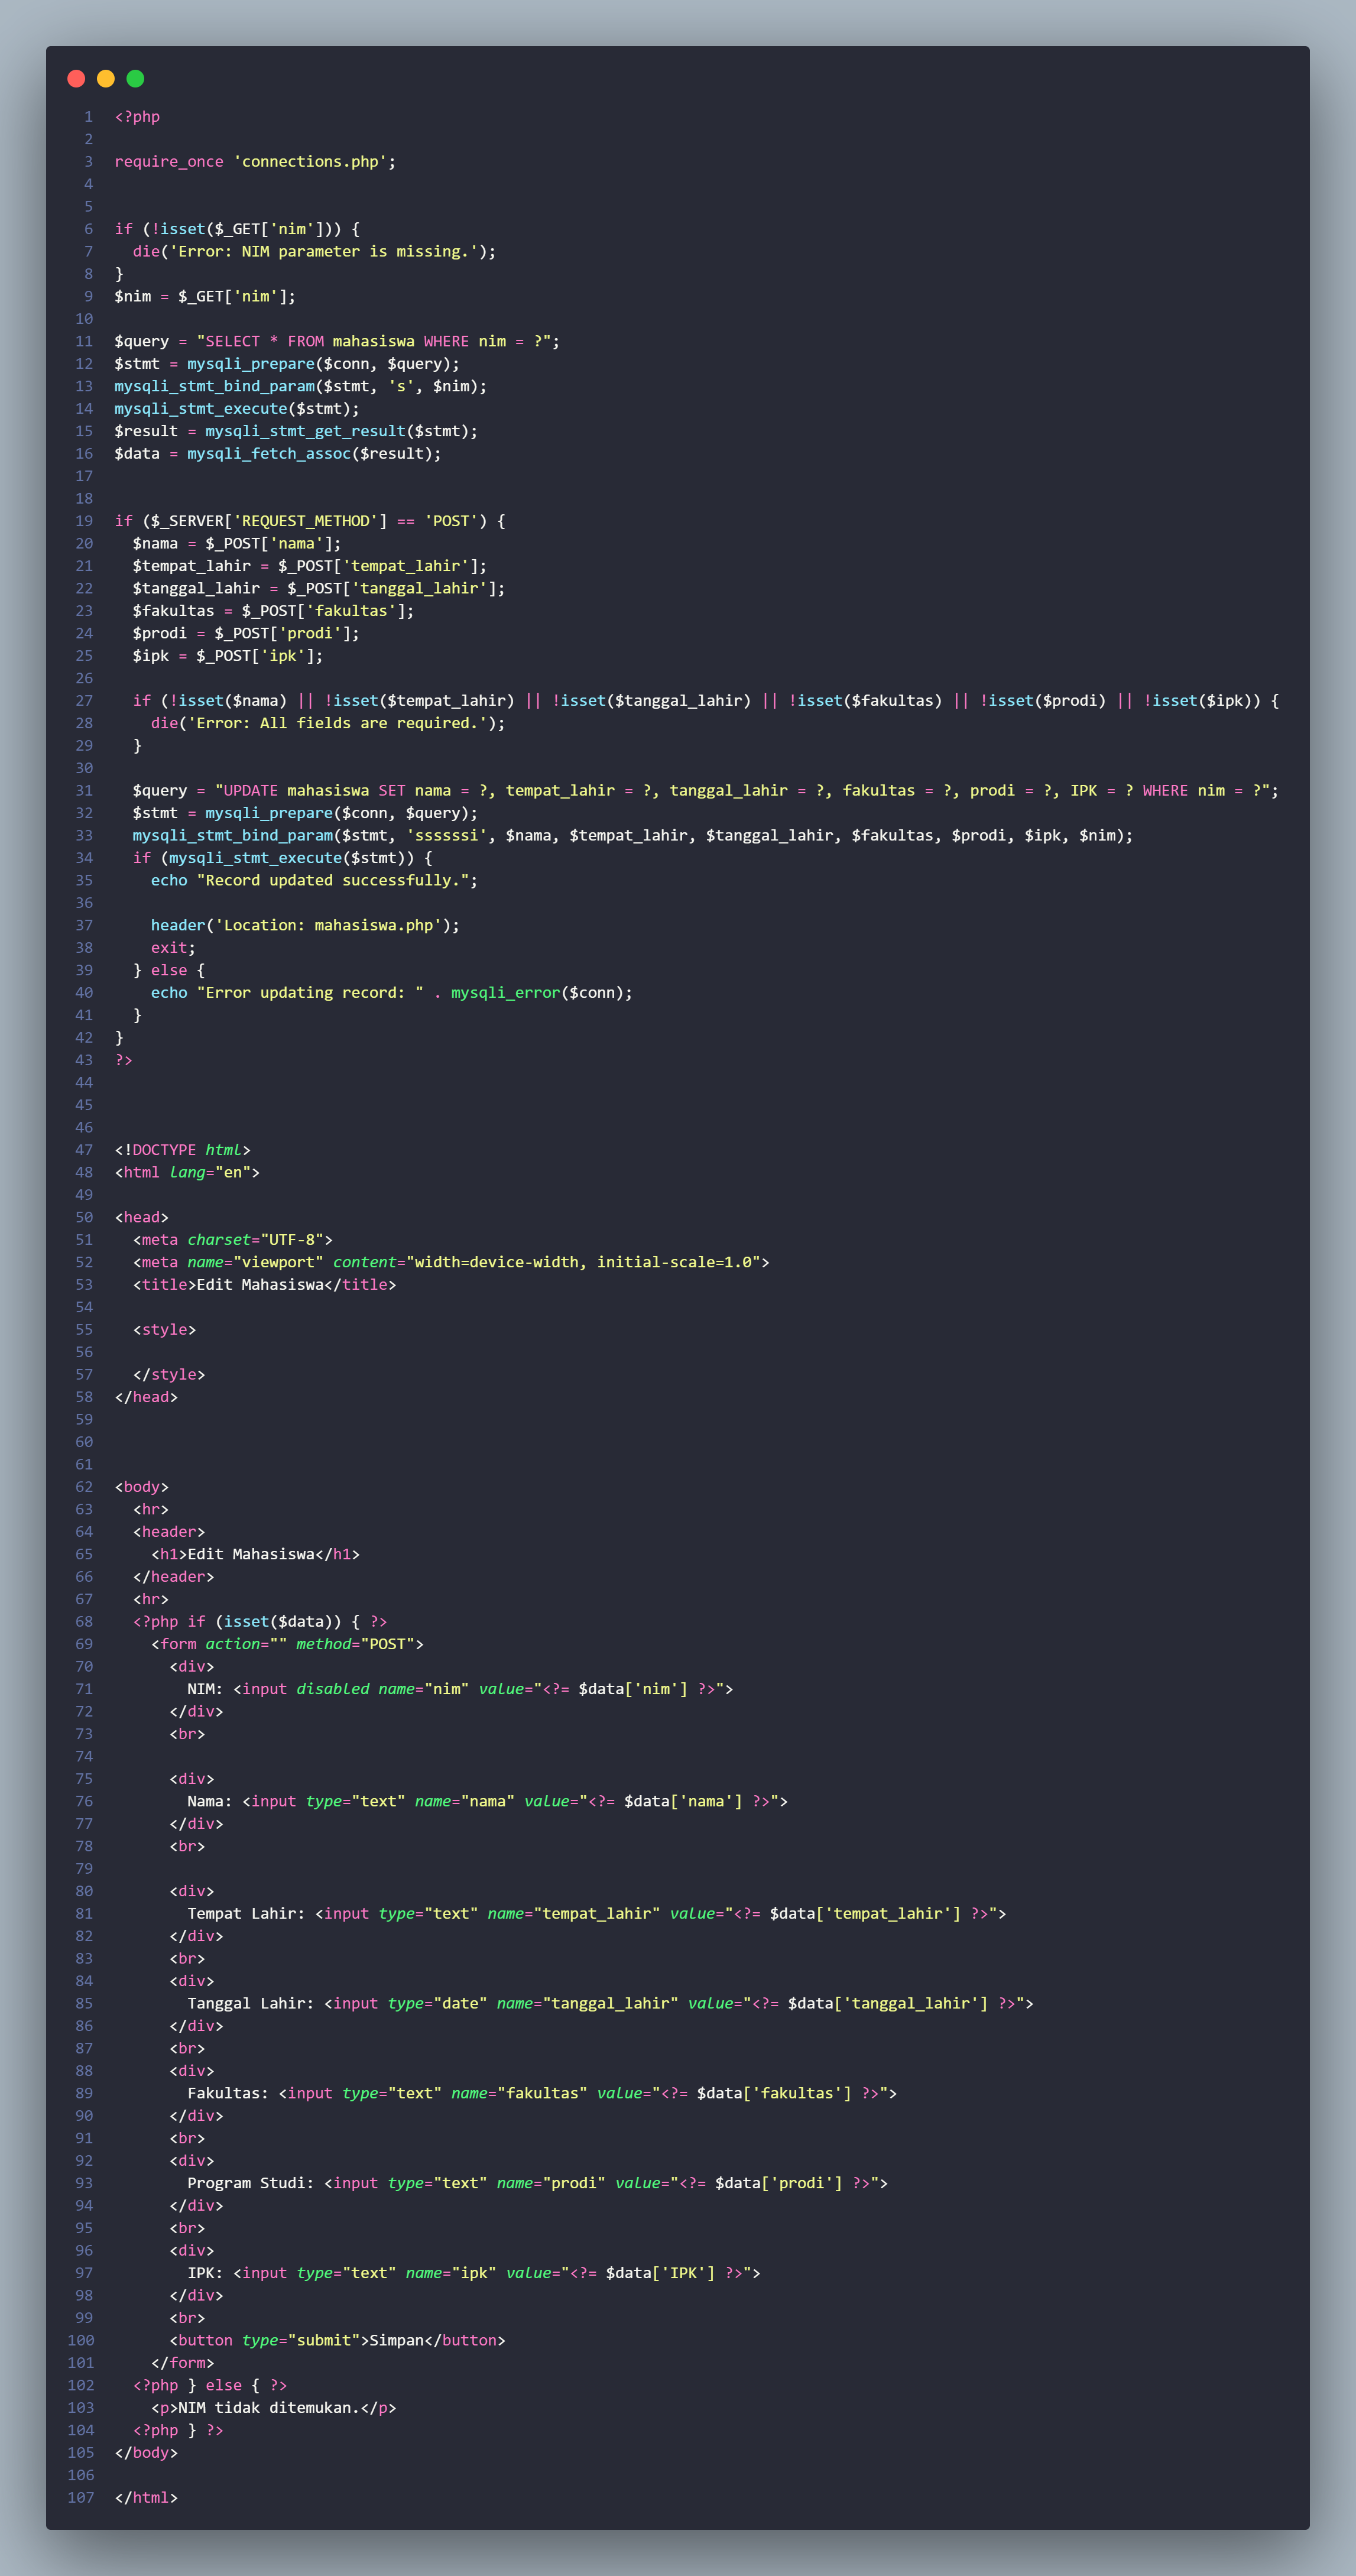 1 <?php
2
3 require_once 'connections.php';
4
5
6 if (!isset($_GET['nim'])) {
7   die('Error: NIM parameter is missing.');
8 }
9 $nim = $_GET['nim'];
10
11 $query = "SELECT * FROM mahasiswa WHERE nim = ?";
12 $stmt = mysqli_prepare($conn, $query);
13 mysqli_stmt_bind_param($stmt, 's', $nim);
14 mysqli_stmt_execute($stmt);
15 $result = mysqli_stmt_get_result($stmt);
16 $data = mysqli_fetch_assoc($result);
17
18
19 if ($_SERVER['REQUEST_METHOD'] == 'POST') {
20   $nama = $_POST['nama'];
21   $tempat_lahir = $_POST['tempat_lahir'];
22   $tanggal_lahir = $_POST['tanggal_lahir'];
23   $fakultas = $_POST['fakultas'];
24   $prodi = $_POST['prodi'];
25   $ipk = $_POST['ipk'];
26
27   if (!isset($nama) || !isset($tempat_lahir) || !isset($tanggal_lahir) || !isset($fakultas) || !isset($prodi) || !isset($ipk)) {
28     die('Error: All fields are required.');
29   }
30
31   $query = "UPDATE mahasiswa SET nama = ?, tempat_lahir = ?, tanggal_lahir = ?, fakultas = ?, prodi = ?, IPK = ? WHERE nim = ?";
32   $stmt = mysqli_prepare($conn, $query);
33   mysqli_stmt_bind_param($stmt, 'ssssssi', $nama, $tempat_lahir, $tanggal_lahir, $fakultas, $prodi, $ipk, $nim);
34   if (mysqli_stmt_execute($stmt)) {
35     echo "Record updated successfully.";
36
37     header('Location: mahasiswa.php');
38     exit;
39   } else {
40     echo "Error updating record: " . mysqli_error($conn);
41   }
42 }
43 ?>
44
45
46
47 <!DOCTYPE html>
48 <html lang="en">
49
50 <head>
51   <meta charset="UTF-8">
52   <meta name="viewport" content="width=device-width, initial-scale=1.0">
53   <title>Edit Mahasiswa</title>
54
55   <style>
56
57   </style>
58 </head>
59
60
61
62 <body>
63   <hr>
64   <header>
65     <h1>Edit Mahasiswa</h1>
66   </header>
67   <hr>
68   <?php if (isset($data)) { ?>
69     <form action="" method="POST">
70       <div>
71         NIM: <input disabled name="nim" value="<?= $data['nim'] ?>">
72       </div>
73       <br>
74
75       <div>
76         Nama: <input type="text" name="nama" value="<?= $data['nama'] ?>">
77       </div>
78       <br>
79
80       <div>
81         Tempat Lahir: <input type="text" name="tempat_lahir" value="<?= $data['tempat_lahir'] ?>">
82       </div>
83       <br>
84       <div>
85         Tanggal Lahir: <input type="date" name="tanggal_lahir" value="<?= $data['tanggal_lahir'] ?>">
86       </div>
87       <br>
88       <div>
89         Fakultas: <input type="text" name="fakultas" value="<?= $data['fakultas'] ?>">
90       </div>
91       <br>
92       <div>
93         Program Studi: <input type="text" name="prodi" value="<?= $data['prodi'] ?>">
94       </div>
95       <br>
96       <div>
97         IPK: <input type="text" name="ipk" value="<?= $data['IPK'] ?>">
98       </div>
99       <br>
100       <button type="submit">Simpan</button>
101     </form>
102   <?php } else { ?>
103     <p>NIM tidak ditemukan.</p>
104   <?php } ?>
105 </body>
106
107 </html>